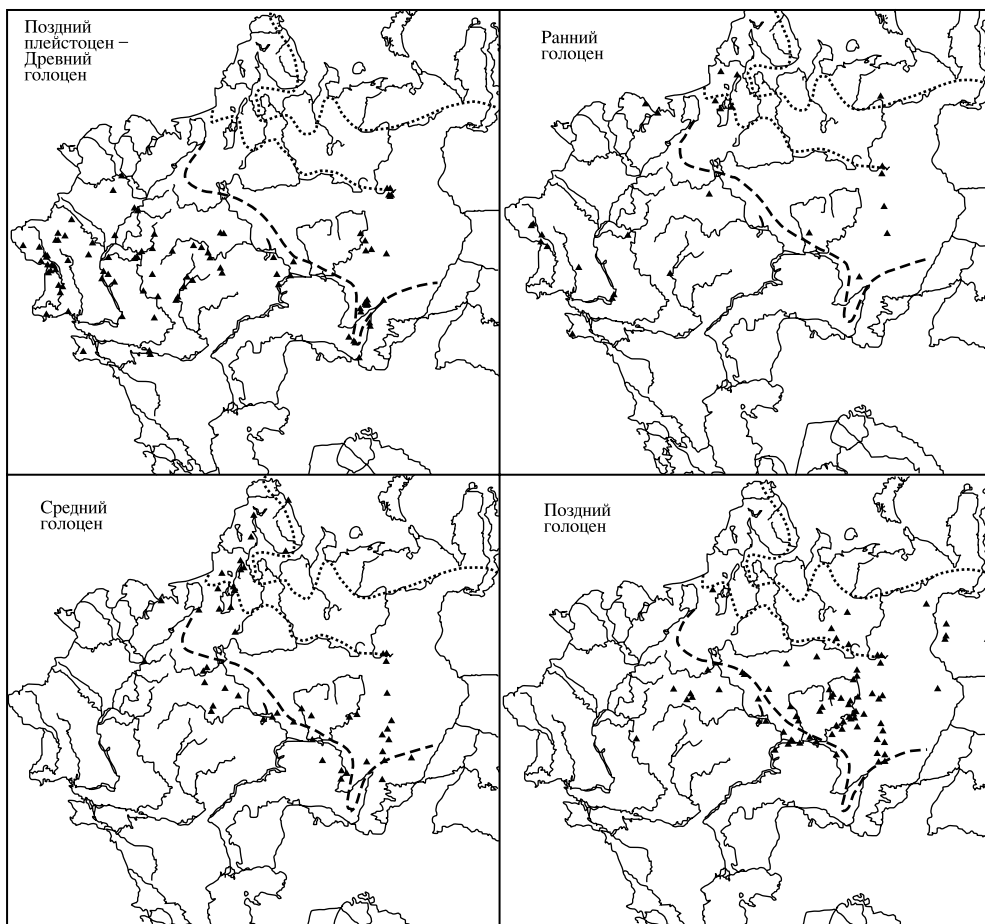 Поздний
плейстоцен –
Древний
голоцен
Ранний
голоцен
Средний
голоцен
Поздний
голоцен